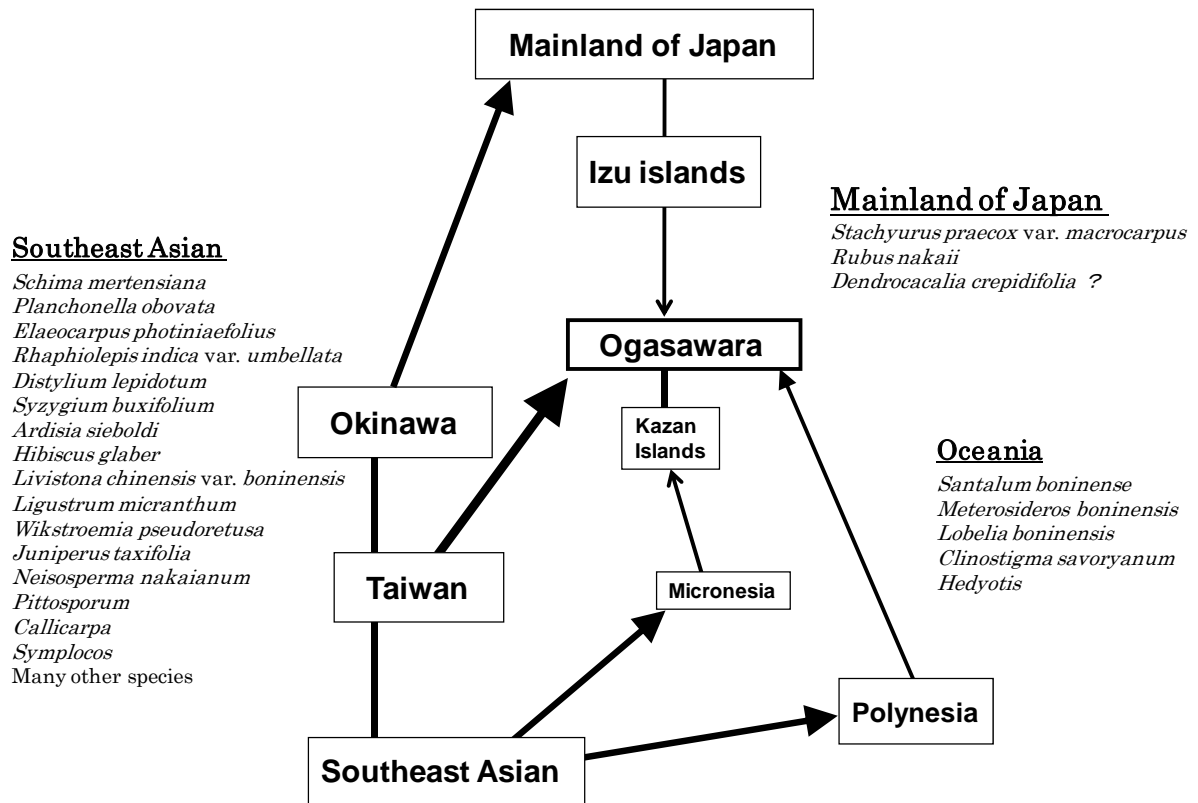 Mainland of Japan
Izu islands
Mainland of Japan
Stachyurus praecox var. macrocarpus
Rubus nakaii
Dendrocacalia crepidifolia ?
Southeast Asian
Schima mertensiana
Planchonella obovata
Elaeocarpus photiniaefolius
Rhaphiolepis indica var. umbellata
Distylium lepidotum
Syzygium buxifolium
Ardisia sieboldi
Hibiscus glaber
Livistona chinensis var. boninensis
Ligustrum micranthum
Wikstroemia pseudoretusa
Juniperus taxifolia
Neisosperma nakaianum
Pittosporum
Callicarpa
Symplocos
Many other species
Ogasawara
Okinawa
Kazan
Islands
Oceania
Santalum boninense
Meterosideros boninensis
Lobelia boninensis
Clinostigma savoryanum
Hedyotis
Taiwan
Micronesia
Polynesia
Southeast Asian